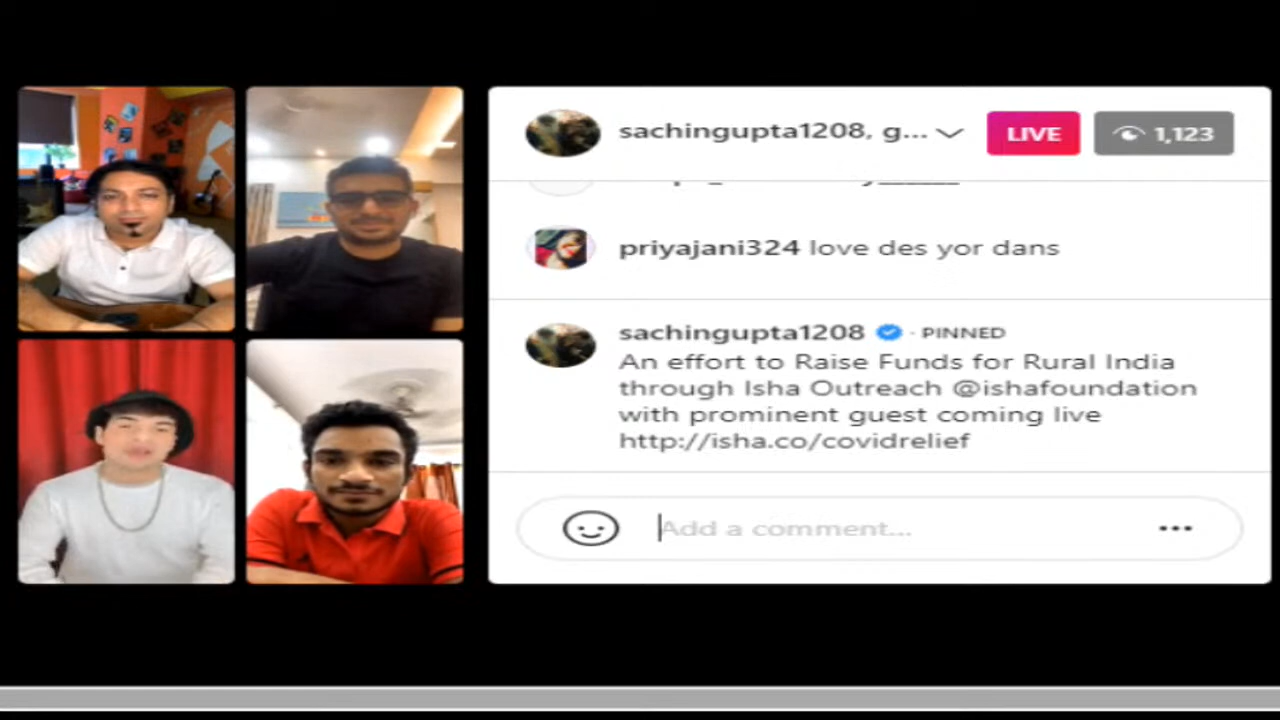 sachingupta1208, g...
LIVE
1,123
priyajani324 love des yor dans
sachingupta1208 · PINNED
An effort to Raise Funds for Rural India
through Isha Outreach @ishafoundation
with prominent guest coming live
http://isha.co/covidrelief
Add a comment...